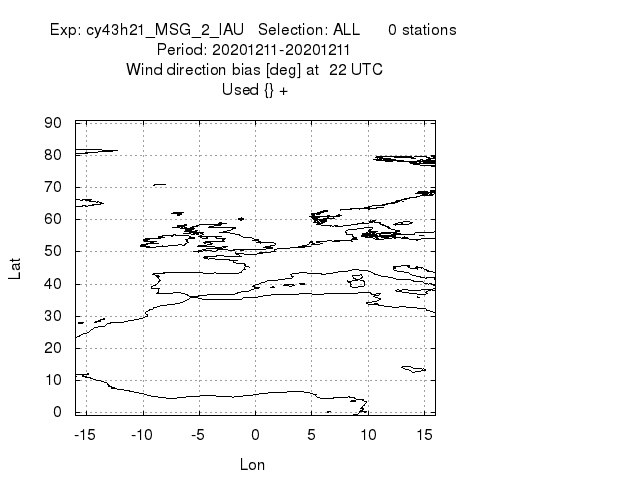 Exp: cy43h21_MSG_2_IAU Selection: ALL 0 stations
Period: 20201211-20201211
Wind direction bias [deg] at 22 UTC
Used {} +
90
80
70
60
50
40
30
20
10
0
Lat
-15 -10 -5 0 5 10 15
Lon